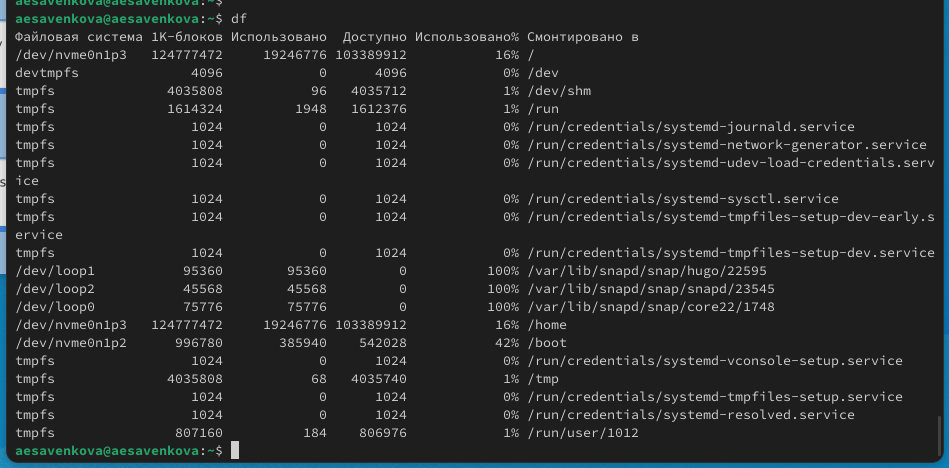 aesavenkova@aesavenkova:~$
aesavenkova@aesavenkova:~$ df
Файловая система 1K-блоков Использовано  Доступно Использовано% Смонтировано в
/dev/nvme0n1p3   124777472     19246776 103389912           16% /
devtmpfs              4096            0      4096            0% /dev
tmpfs              4035808           96   4035712            1% /dev/shm
tmpfs              1614324         1948   1612376            1% /run
tmpfs                 1024            0      1024            0% /run/credentials/systemd-journald.service
tmpfs                 1024            0      1024            0% /run/credentials/systemd-network-generator.service
tmpfs                 1024            0      1024            0% /run/credentials/systemd-udev-load-credentials.serv
ice
tmpfs                 1024            0      1024            0% /run/credentials/systemd-sysctl.service
tmpfs                 1024            0      1024            0% /run/credentials/systemd-tmpfiles-setup-dev-early.s
ervice
tmpfs                 1024            0      1024            0% /run/credentials/systemd-tmpfiles-setup-dev.service
/dev/loop1           95360        95360         0          100% /var/lib/snapd/snap/hugo/22595
/dev/loop2           45568        45568         0          100% /var/lib/snapd/snap/snapd/23545
/dev/loop0           75776        75776         0          100% /var/lib/snapd/snap/core22/1748
/dev/nvme0n1p3   124777472     19246776 103389912           16% /home
/dev/nvme0n1p2      996780       385940    542028           42% /boot
tmpfs                 1024            0      1024            0% /run/credentials/systemd-vconsole-setup.service
tmpfs              4035808           68   4035740            1% /tmp
tmpfs                 1024            0      1024            0% /run/credentials/systemd-tmpfiles-setup.service
tmpfs                 1024            0      1024            0% /run/credentials/systemd-resolved.service
tmpfs               807160          184    806976            1% /run/user/1012
aesavenkova@aesavenkova:~$